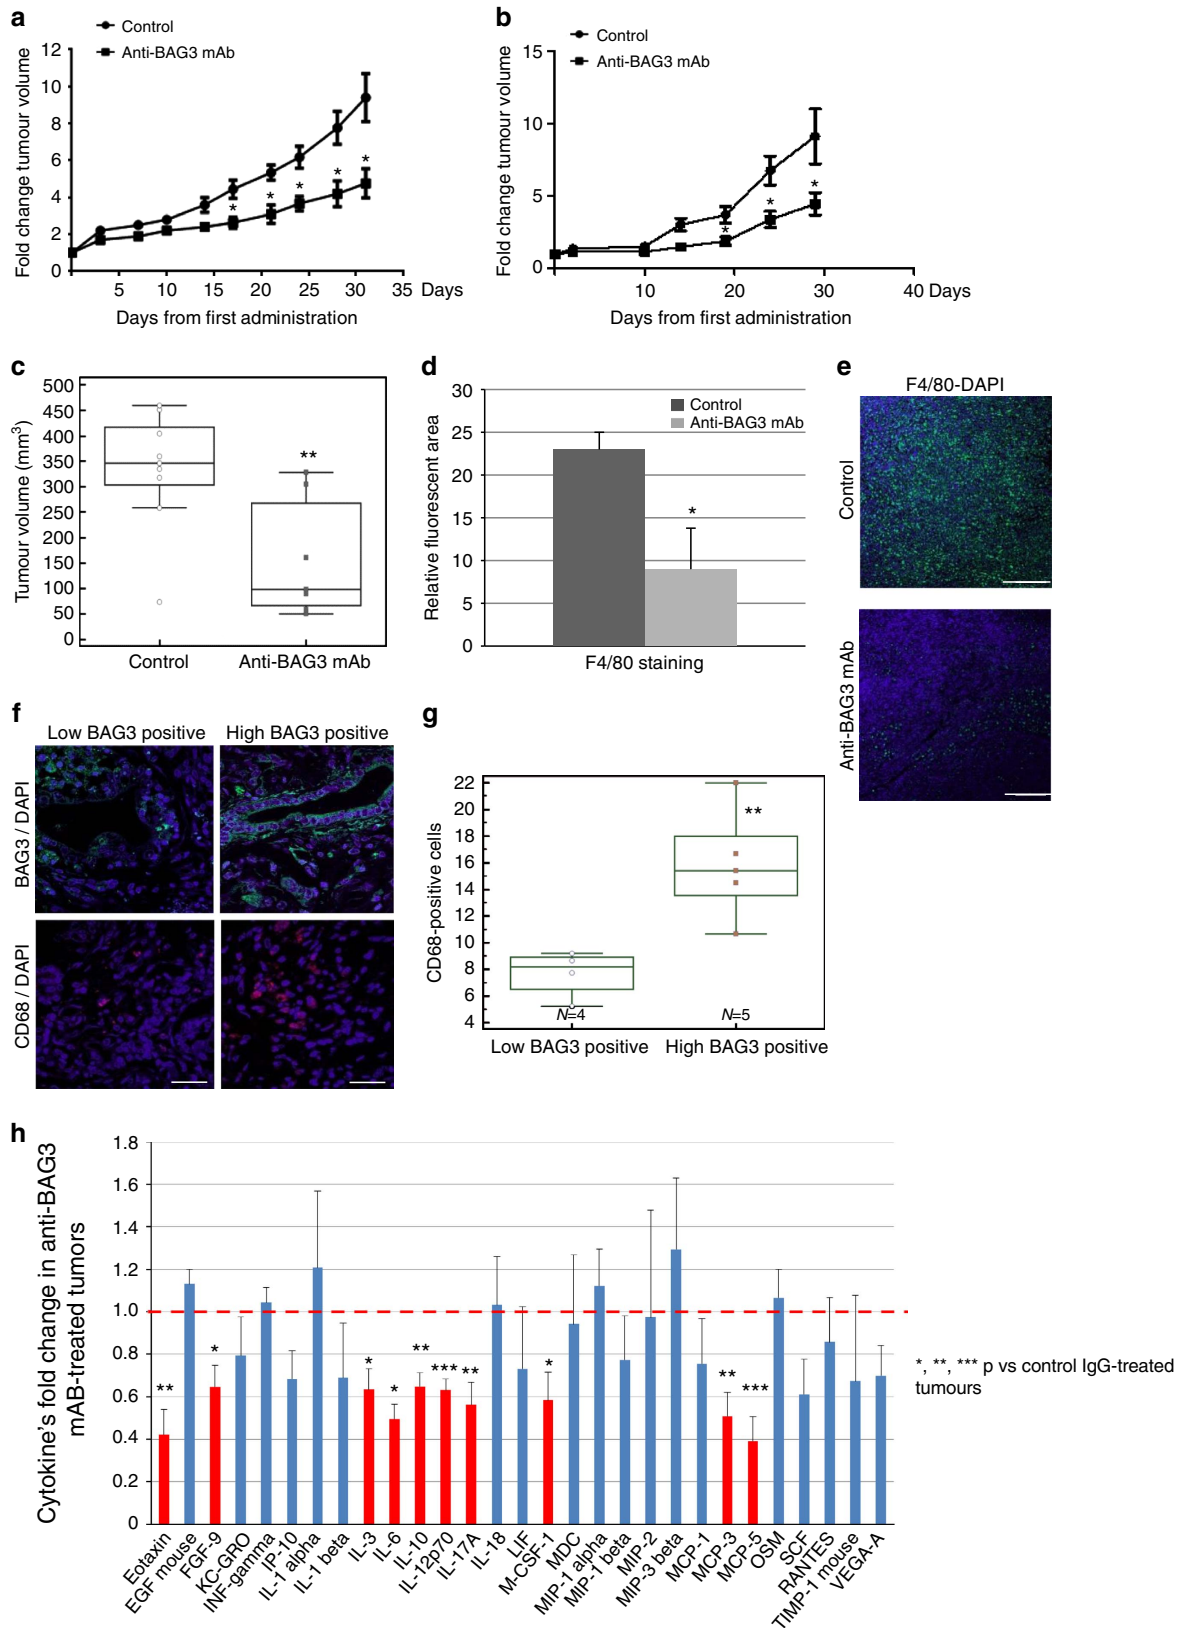 a
Control
Anti-BAG3 mAb
Fold change tumour volume
12
10
8
6
4
2
0
* * * * *
5 10 15 20 25 30 35 Days
Days from first administration
b
Control
Anti-BAG3 mAb
Fold change tumour volume
15
10
5
0
* * *
10 20 30 40 Days
Days from first administration
c
Tumour volume (mm³)
500
450
400
350
300
250
200
150
100
50
0
**
Control Anti-BAG3 mAb
d
Relative fluorescent area
30
25
20
15
10
5
0
Control
Anti-BAG3 mAb
*
F4/80 staining
e
F4/80-DAPI
Control
Anti-BAG3 mAb
f
Low BAG3 positive High BAG3 positive
BAG3 / DAPI
CD68 / DAPI
g
CD68-positive cells
22
20
18
16
14
12
10
8
6
4
**
N=4 N=5
Low BAG3 positive High BAG3 positive
h
Cytokine's fold change in anti-BAG3
mAB-treated tumors
1.8
1.6
1.4
1.2
1.0
0.8
0.6
0.4
0.2
0
** * * * ** *** ** * ** ***
Eotaxin
EGF mouse
FGF-9
KC-GRO
INF-gamma
IP-10
IL-1 alpha
IL-1 beta
IL-3
IL-6
IL-10
IL-12p70
IL-17A
IL-18
LIF
M-CSF-1
MDC
MIP-1 alpha
MIP-1 beta
MIP-2
MIP-3 beta
MCP-1
MCP-3
MCP-5
OSM
SCF
RANTES
TIMP-1 mouse
VEGA-A
*, **, *** p vs control IgG-treated
tumours